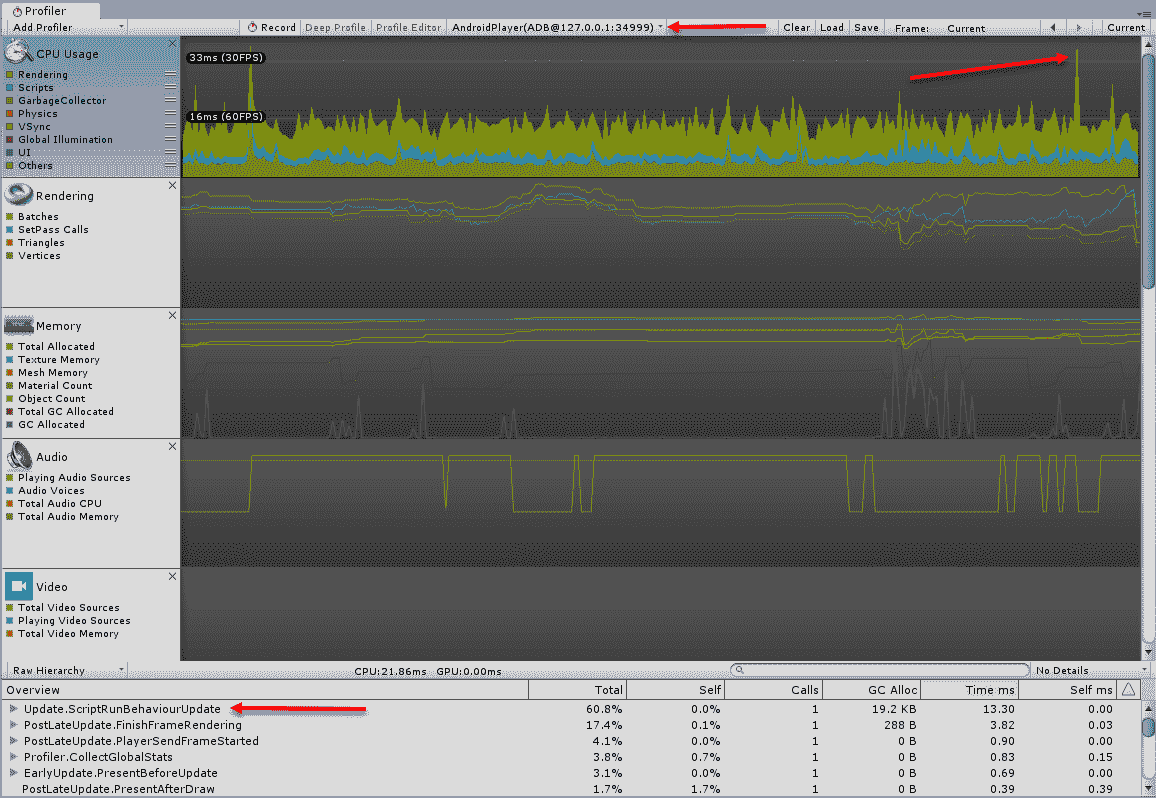 Profiler
Add Profiler Record Deep Profile Profile Editor AndroidPlayer(ADB@127.0.0.1:34999) Clear Load Save Frame: Current Current
CPU Usage
Rendering
Scripts
GarbageCollector
Physics
VSync
Global Illumination
UI
Others
33ms (30FPS)
16ms (60FPS)
Rendering
Batches
SetPass Calls
Triangles
Vertices
Memory
Total Allocated
Texture Memory
Mesh Memory
Material Count
Object Count
Total GC Allocated
GC Allocated
Audio
Playing Audio Sources
Audio Voices
Total Audio CPU
Total Audio Memory
Video
Total Video Sources
Playing Video Sources
Total Video Memory
Raw Hierarchy CPU:21.86ms GPU:0.00ms No Details
Overview Total Self Calls GC Alloc Time ms Self ms
Update.ScriptRunBehaviourUpdate 60.8% 0.0% 1 19.2 KB 13.30 0.00
PostLateUpdate.FinishFrameRendering 17.4% 0.1% 1 288 B 3.82 0.03
PostLateUpdate.PlayerSendFrameStarted 4.1% 0.0% 1 0 B 0.90 0.00
Profiler.CollectGlobalStats 3.8% 0.7% 1 0 B 0.83 0.15
EarlyUpdate.PresentBeforeUpdate 3.1% 0.0% 1 0 B 0.69 0.00
PostLateUpdate.PresentAfterDraw 1.7% 1.7% 1 0 B 0.39 0.39